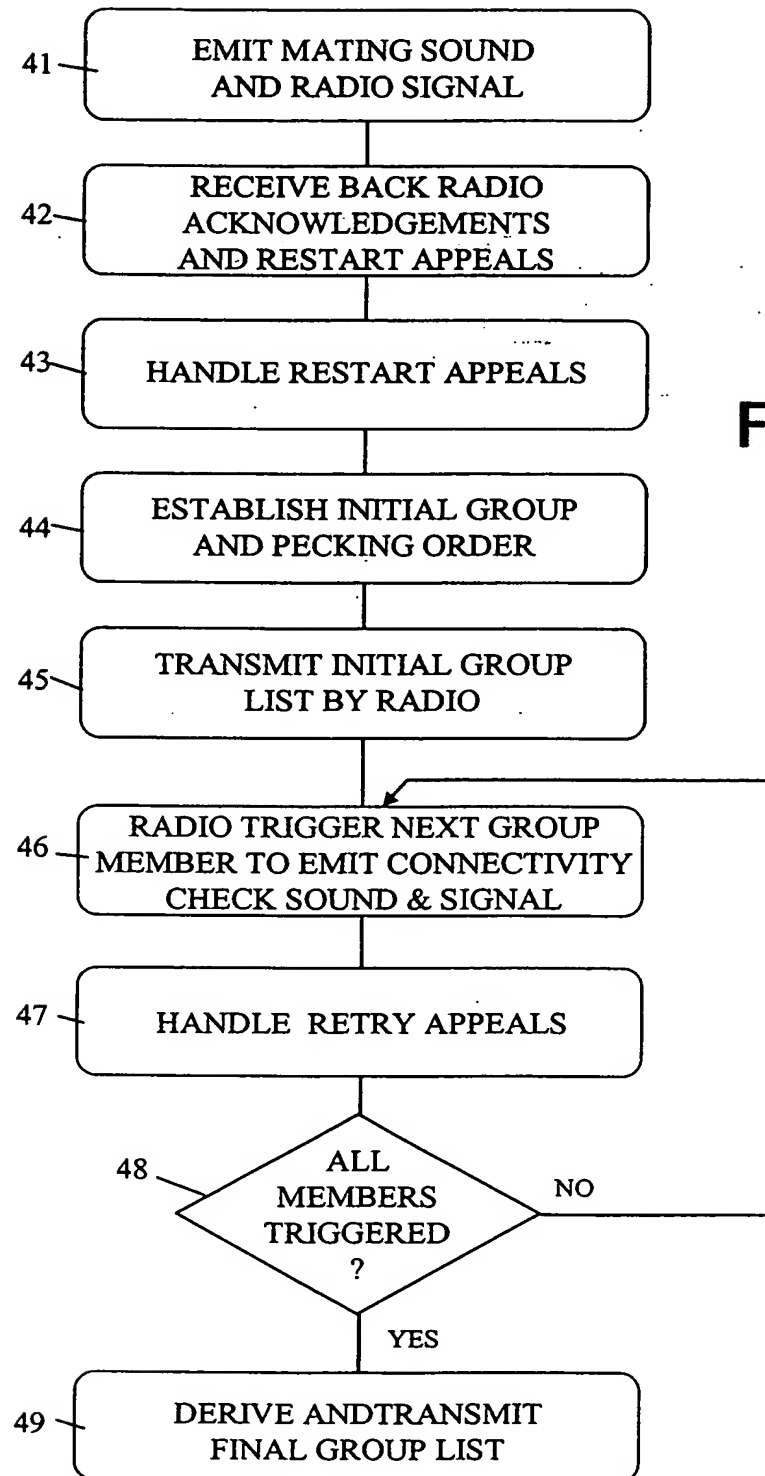 41
EMIT MATING SOUND
AND RADIO SIGNAL
42
RECEIVE BACK RADIO
ACKNOWLEDGEMENTS
AND RESTART APPEALS
43
HANDLE RESTART APPEALS
F
44
ESTABLISH INITIAL GROUP
AND PECKING ORDER
45
TRANSMIT INITIAL GROUP
LIST BY RADIO
46
RADIO TRIGGER NEXT GROUP
MEMBER TO EMIT CONNECTIVITY
CHECK SOUND & SIGNAL
47
HANDLE RETRY APPEALS
48
ALL
MEMBERS
TRIGGERED
?
NO
YES
49
DERIVE ANDTRANSMIT
FINAL GROUP LIST